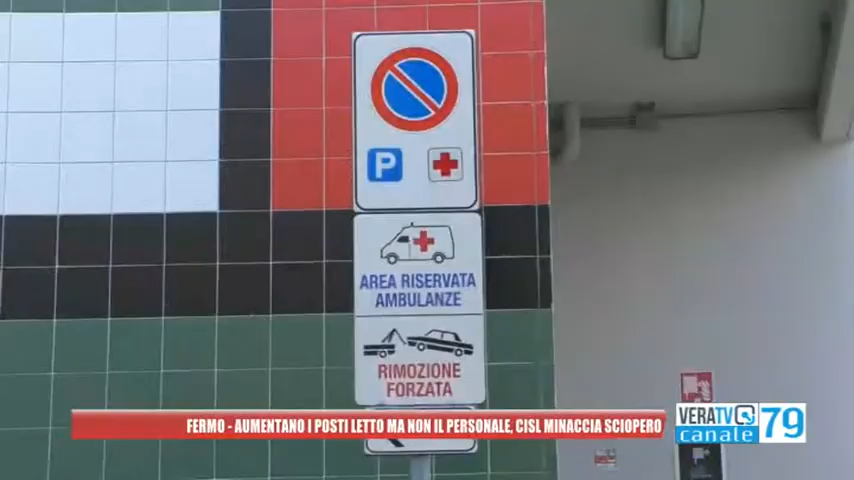 P
AREA RISERVATA
AMBULANZE
RIMOZIONE
FORZATA
FERMO - AUMENTANO I POSTI LETTO MA NON IL PERSONALE, CISL MINACCIA SCIOPERO
VERATV
canale 79